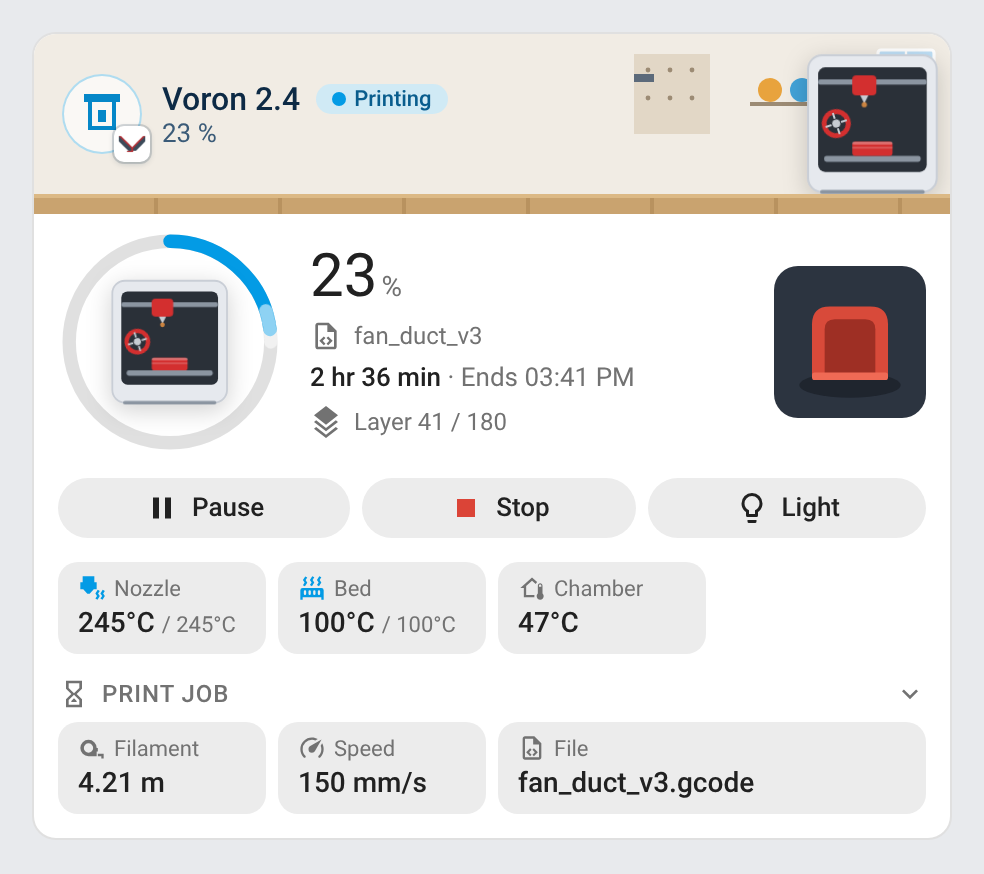 Voron 2.4
Printing
23 %
23 %
fan_duct_v3
2 hr 36 min · Ends 03:41 PM
Layer 41 / 180
Pause
Stop
Light
Nozzle
245°C / 245°C
Bed
100°C / 100°C
Chamber
47°C
PRINT JOB
Filament
4.21 m
Speed
150 mm/s
File
fan_duct_v3.gcode